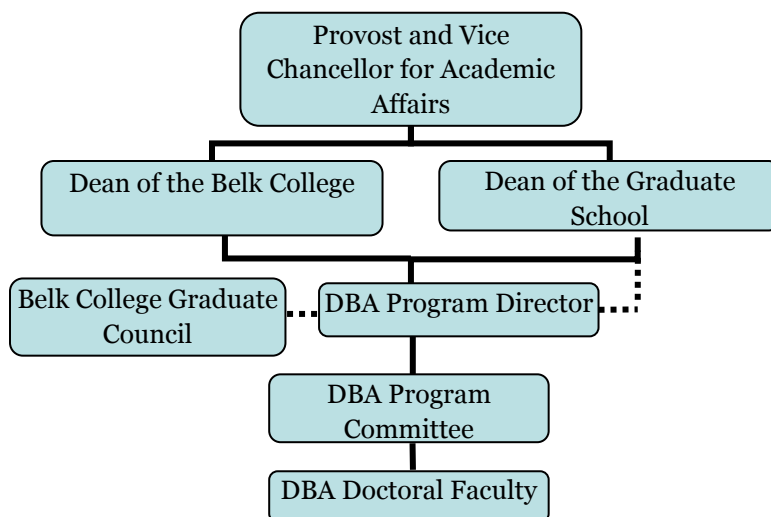 Provost and Vice
Chancellor for Academic
Affairs
Dean of the Belk College
Dean of the Graduate
School
Belk College Graduate
Council
DBA Program Director
DBA Program
Committee
DBA Doctoral Faculty